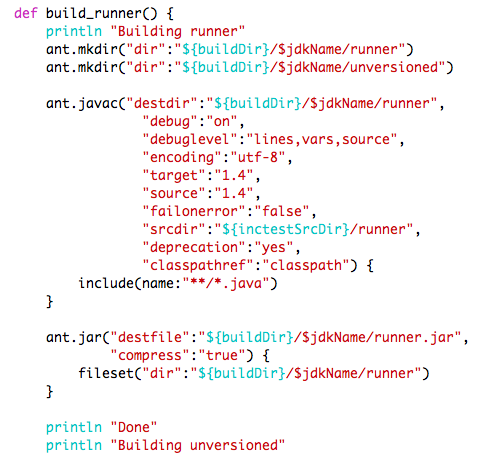 def build_runner() {
    println "Building runner"
    ant.mkdir("dir":"${buildDir}/$jdkName/runner")
    ant.mkdir("dir":"${buildDir}/$jdkName/unversioned")

    ant.javac("destdir":"${buildDir}/$jdkName/runner",
                "debug":"on",
                "debuglevel":"lines,vars,source",
                "encoding":"utf-8",
                "target":"1.4",
                "source":"1.4",
                "failonerror":"false",
                "srcdir":"${inctestSrcDir}/runner",
                "deprecation":"yes",
                "classpathref":"classpath") {
        include(name:"**/*.java")
    }

    ant.jar("destfile":"${buildDir}/$jdkName/runner.jar",
            "compress":"true") {
        fileset("dir":"${buildDir}/$jdkName/runner")
    }

    println "Done"
    println "Building unversioned"